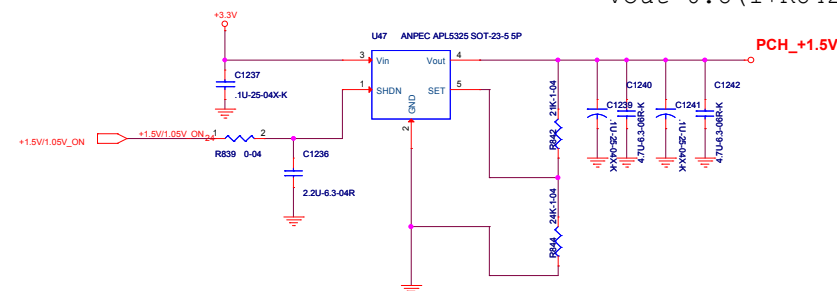 +3.3V
U47 ANPEC APL5325 SOT-23-5 5P
PCH_+1.5V
3 Vin Vout 4
1 SHDN SET 5
GND
2
C1237
.1U-25-04X-K
+1.5V/1.05V_ON
+1.5V/1.05V_ON
24
1 2
R839 0-04
C1236
2.2U-6.3-04R
21K-1-04
R842
24K-1-04
R844
C1239
.1U-25-04X-K
C1240
4.7U-6.3-06R-K
C1241
.1U-25-04X-K
C1242
4.7U-6.3-06R-K